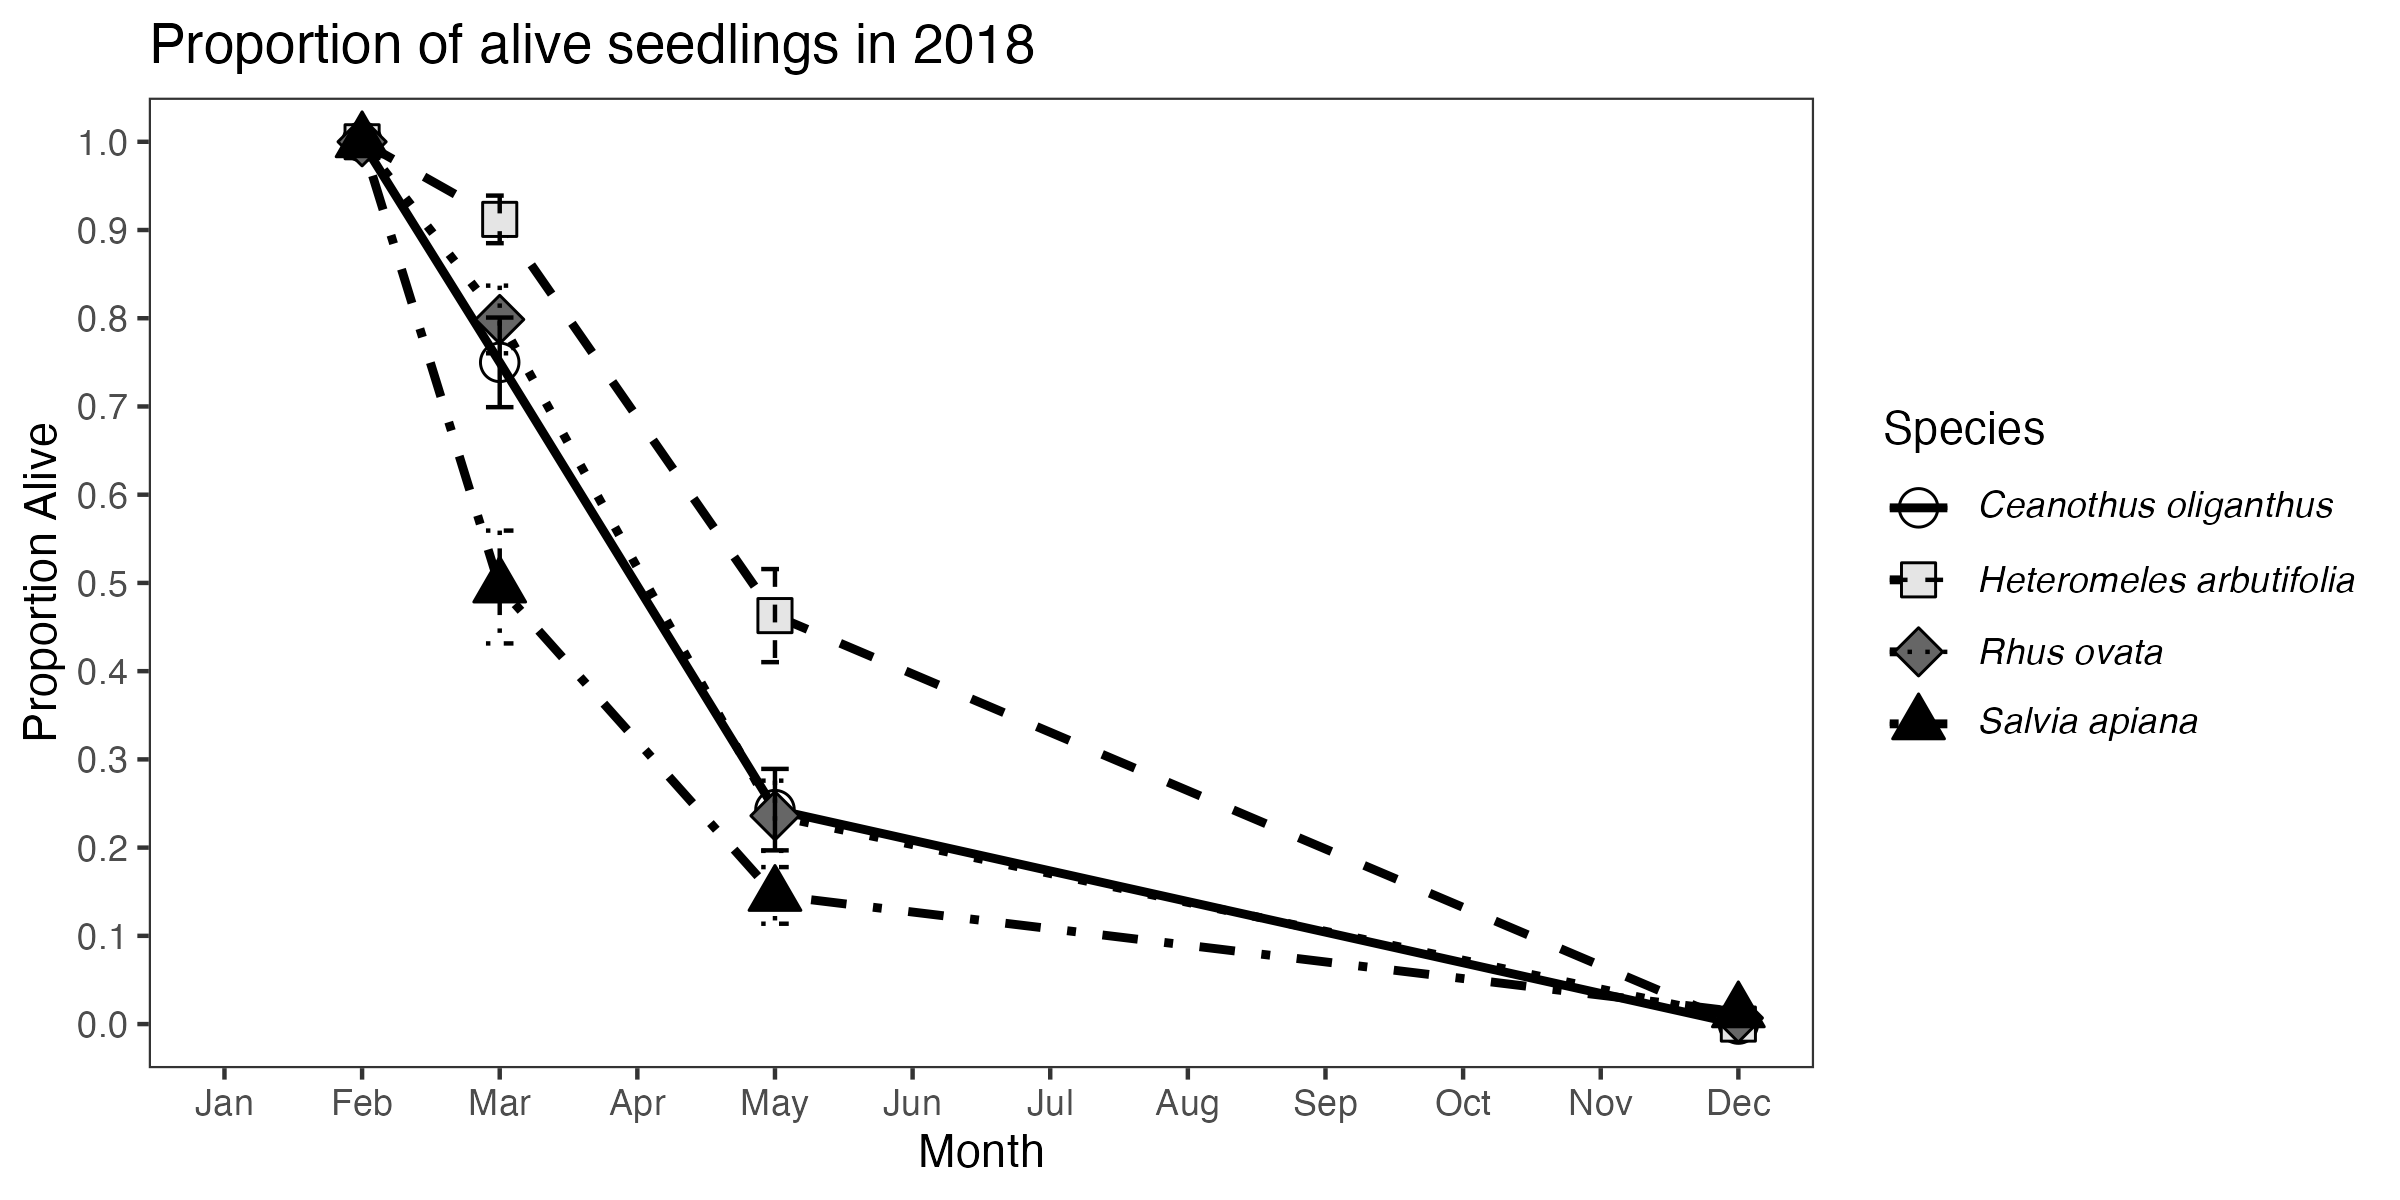 Proportion of alive seedlings in 2018
Proportion Alive
1.0
0.9
0.8
0.7
0.6
0.5
0.4
0.3
0.2
0.1
0.0
Jan Feb Mar Apr May Jun Jul Aug Sep Oct Nov Dec
Month
Species
Ceanothus oliganthus
Heteromeles arbutifolia
Rhus ovata
Salvia apiana